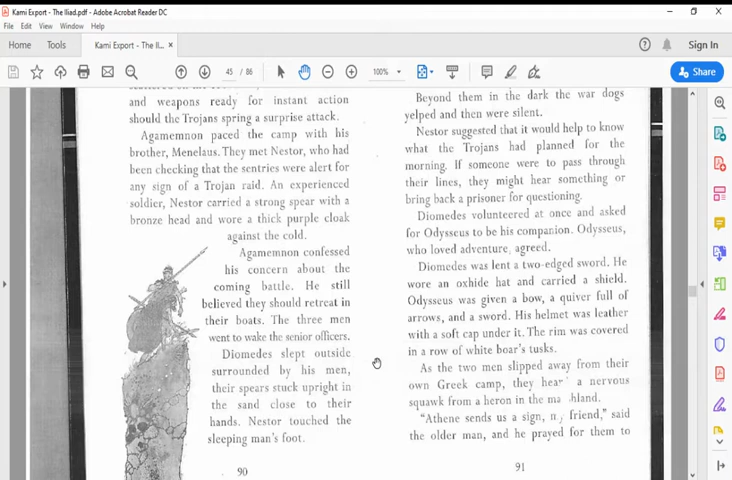 Kami Export - The Iliad.pdf - Adobe Acrobat Reader DC
File Edit View Window Help
Home Tools Kami Export - The Il... × Sign In
45 / 86 100% Share
and weapons ready for instant action
should the Trojans spring a surprise attack.
Agamemnon paced the camp with his
brother, Menelaus. They met Nestor, who had
been checking that the sentries were alert for
any sign of a Trojan raid. An experienced
soldier, Nestor carried a strong spear with a
bronze head and wore a thick purple cloak
against the cold.
Agamemnon confessed
his concern about the
coming battle. He still
believed they should retreat in
their boats. The three men
went to wake the senior officers.
Diomedes slept outside
surrounded by his men,
their spears stuck upright in
the sand close to their
hands. Nestor touched the
sleeping man's foot.
90
Beyond them in the dark the war dogs
yelped and then were silent.
Nestor suggested that it would help to know
what the Trojans had planned for the
morning. If someone were to pass through
their lines, they might hear something or
bring back a prisoner for questioning.
Diomedes volunteered at once and asked
for Odysseus to be his companion. Odysseus,
who loved adventure, agreed.
Diomedes was lent a two-edged sword. He
wore an oxhide hat and carried a shield.
Odysseus was given a bow, a quiver full of
arrows, and a sword. His helmet was leather
with a soft cap under it. The rim was covered
in a row of white boar's tusks.
As the two men slipped away from their
own Greek camp, they hear a nervous
squawk from a heron in the ma hland.
"Athene sends us a sign, my friend," said
the older man, and he prayed for them to
91